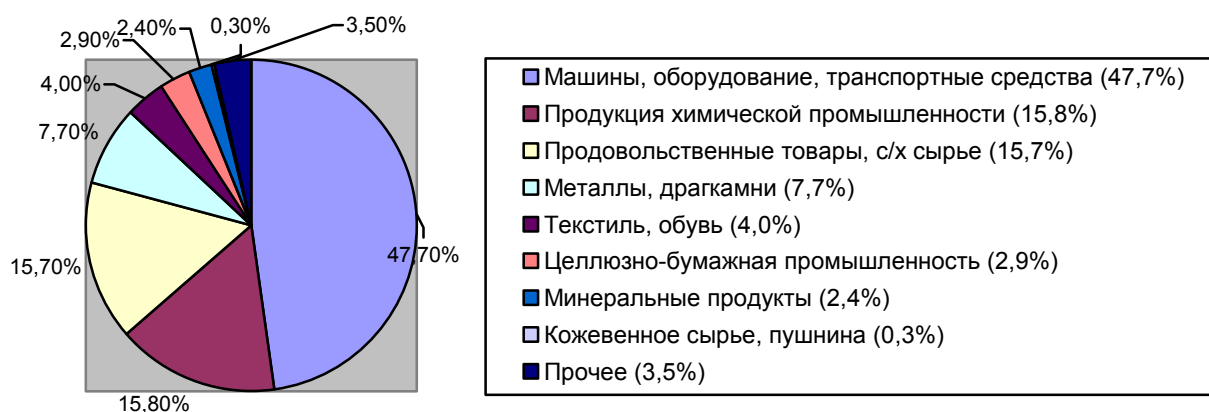 0,30%
3,50%
2,40%
2,90%
4,00%
7,70%
15,70%
47,70%
15,80%
Машины, оборудование, транспортные средства (47,7%)
Продукция химической промышленности (15,8%)
Продовольственные товары, с/х сырье (15,7%)
Металлы, драгкамни (7,7%)
Текстиль, обувь (4,0%)
Целлюзно-бумажная промышленность (2,9%)
Минеральные продукты (2,4%)
Кожевенное сырье, пушнина (0,3%)
Прочее (3,5%)